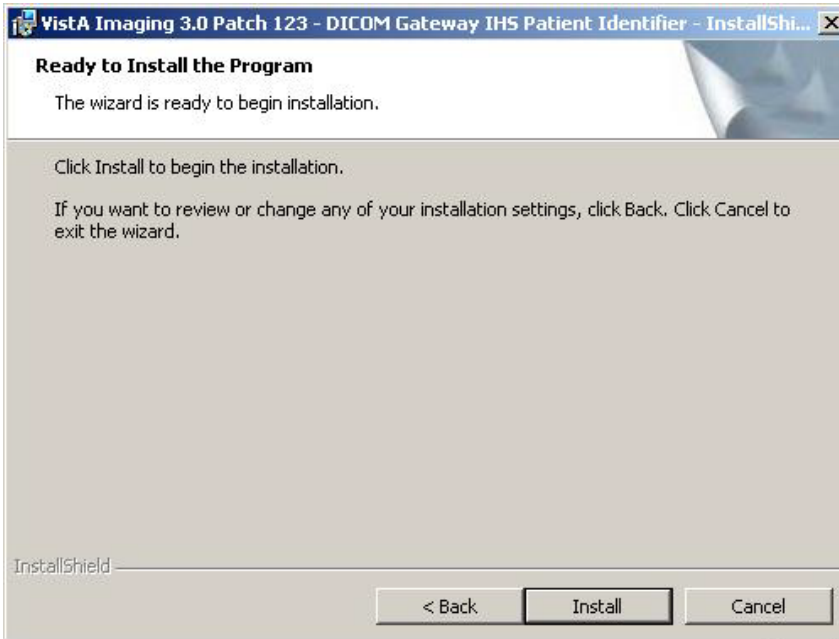 VistA Imaging 3.0 Patch 123 - DICOM Gateway IHS Patient Identifier - InstallShi...
Ready to Install the Program
The wizard is ready to begin installation.
Click Install to begin the installation.
If you want to review or change any of your installation settings, click Back. Click Cancel to
exit the wizard.
InstallShield
< Back
Install
Cancel